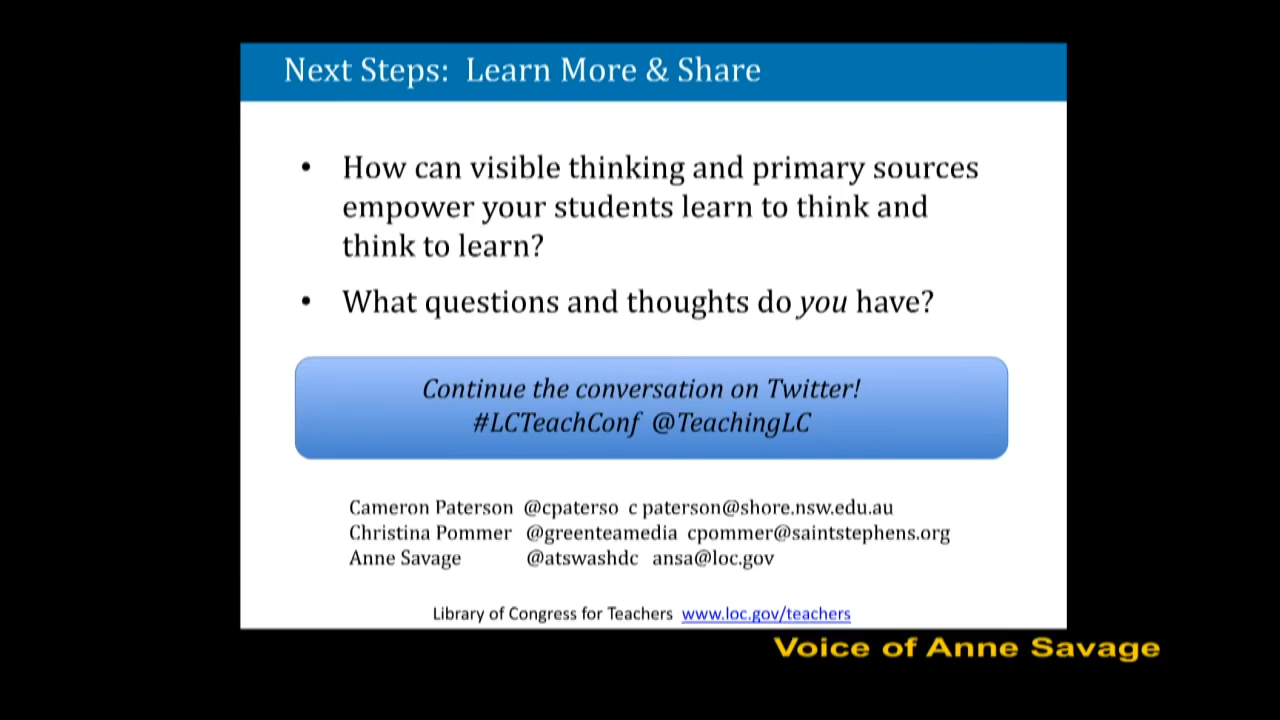 Next Steps: Learn More & Share
• How can visible thinking and primary sources
empower your students learn to think and
think to learn?
• What questions and thoughts do you have?
Continue the conversation on Twitter!
#LCTeachConf @TeachingLC
Cameron Paterson @cpaterso c paterson@shore.nsw.edu.au
Christina Pommer @greenteamedia cpommer@saintstephens.org
Anne Savage @atswashdc ansa@loc.gov
Library of Congress for Teachers www.loc.gov/teachers
Voice of Anne Savage